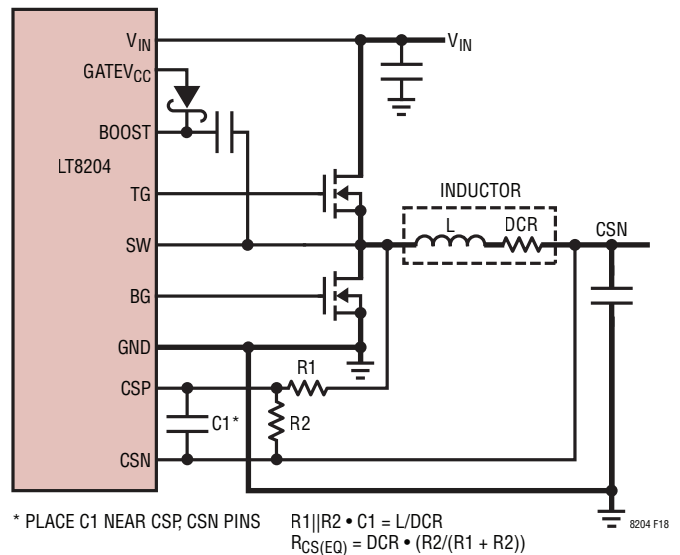 VIN
VIN
GATEVCC
BOOST
LT8204
TG
INDUCTOR
L
DCR
CSN
SW
BG
GND
R1
CSP
C1*
R2
CSN
* PLACE C1 NEAR CSP, CSN PINS
R1||R2 • C1 = L/DCR
RCS(EQ) = DCR • (R2/(R1 + R2))
8204 F18